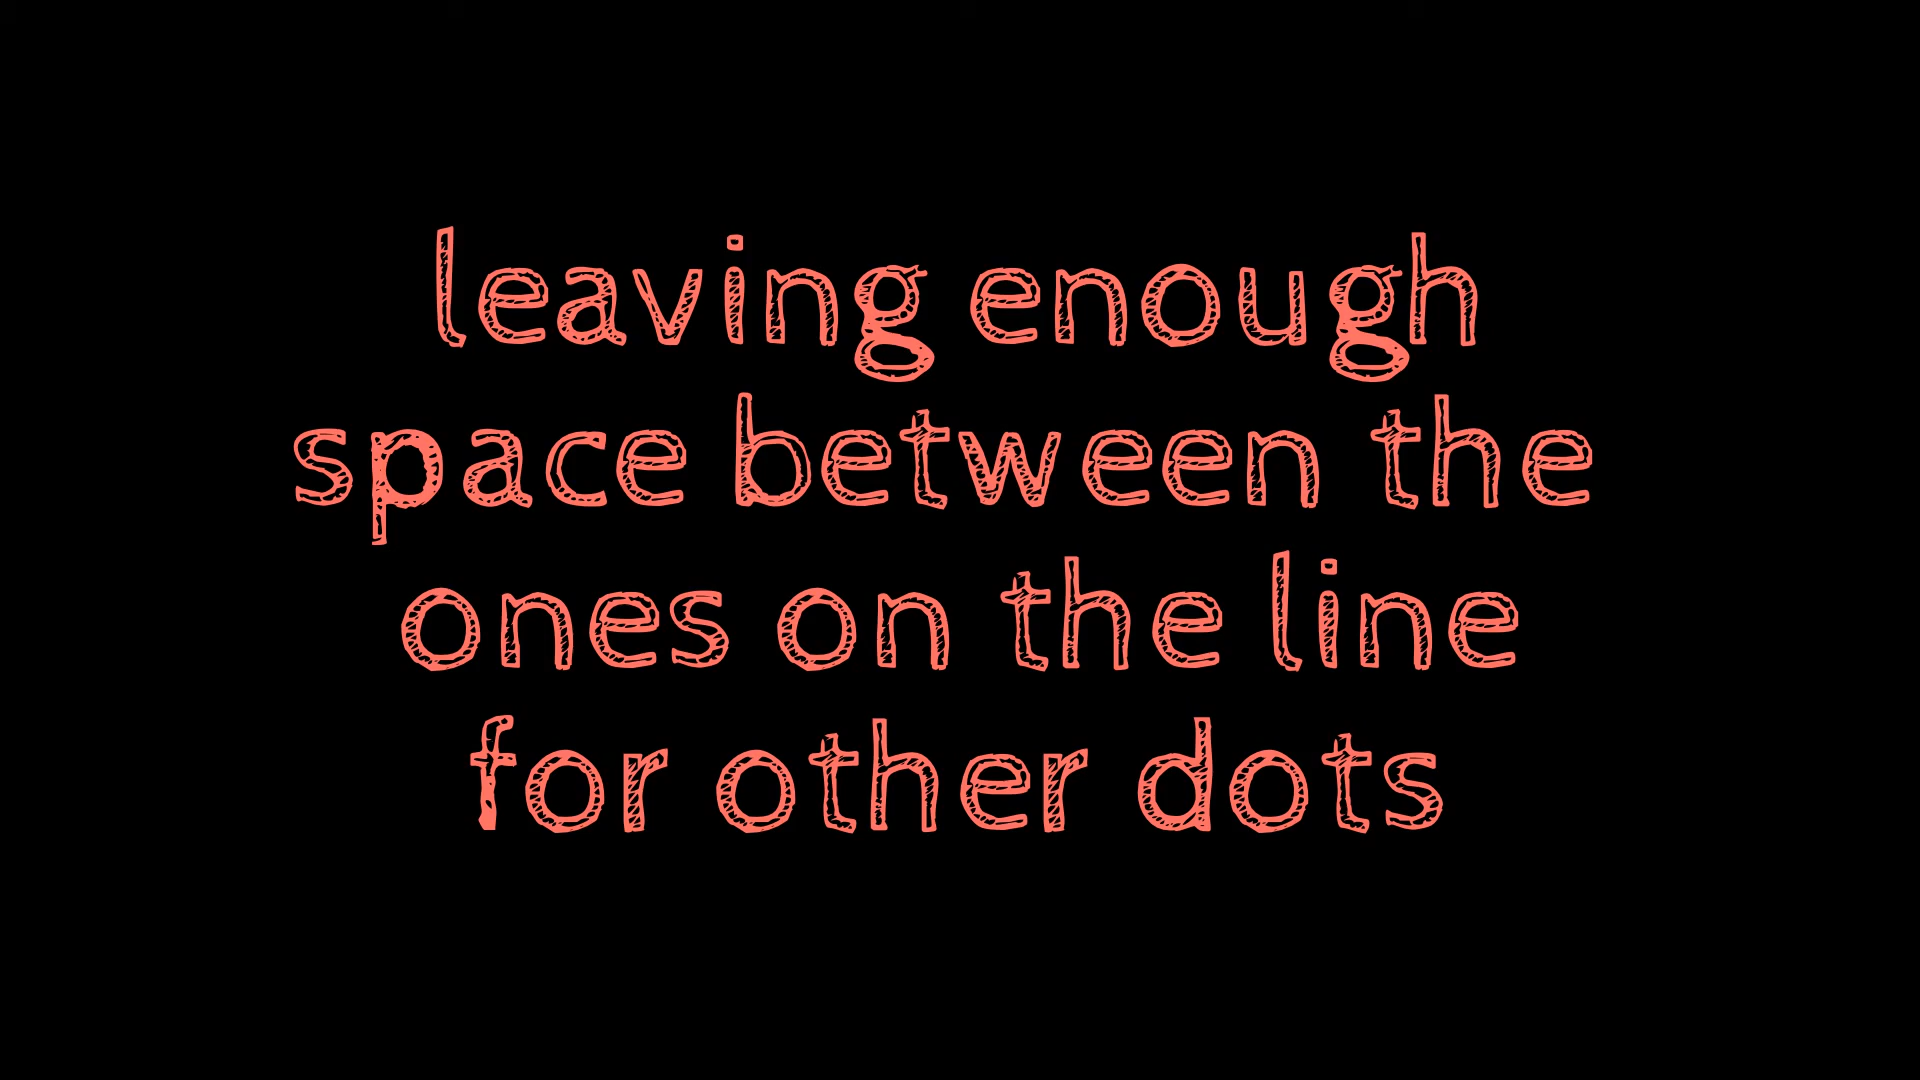 leaving enough
space between the
ones on the line
for other dots